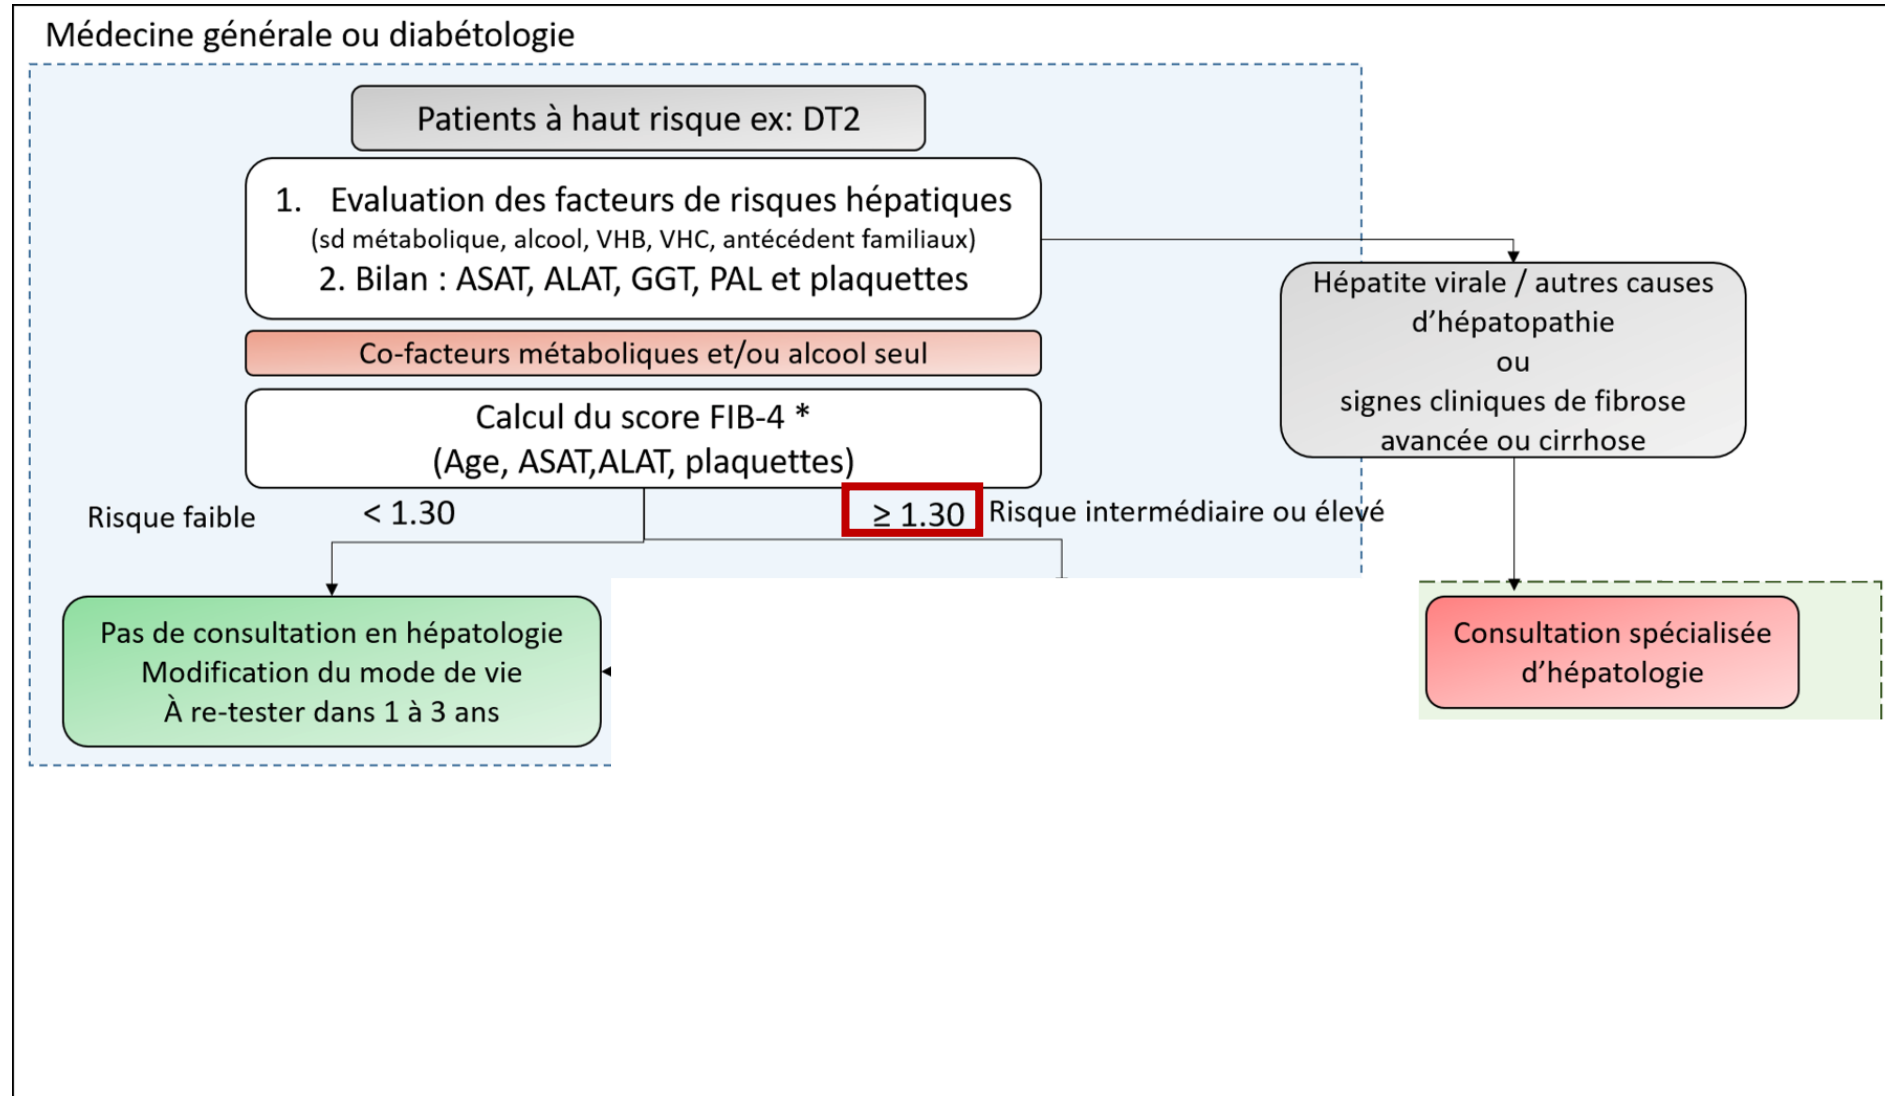 Médecine générale ou diabétologie
Patients à haut risque ex: DT2
1. Evaluation des facteurs de risques hépatiques
(sd métabolique, alcool, VHB, VHC, antécédent familiaux)
2. Bilan : ASAT, ALAT, GGT, PAL et plaquettes
Hépatite virale / autres causes
d’hépatopathie
ou
signes cliniques de fibrose
avancée ou cirrhose
Co-facteurs métaboliques et/ou alcool seul
Calcul du score FIB-4 *
(Age, ASAT,ALAT, plaquettes)
Risque faible
< 1.30
≥ 1.30
Risque intermédiaire ou élevé
Pas de consultation en hépatologie
Modification du mode de vie
À re-tester dans 1 à 3 ans
Consultation spécialisée
d’hépatologie